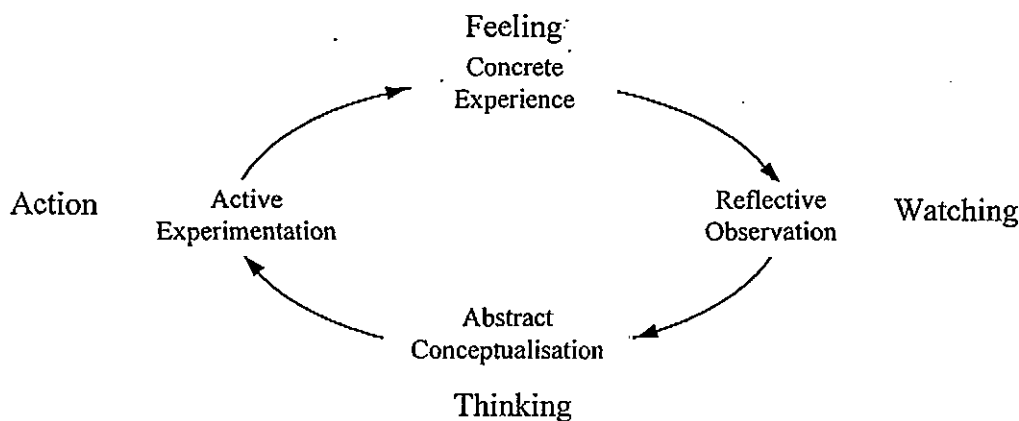 Feeling
Concrete
Experience
Action
Active
Experimentation
Reflective
Observation
Watching
Abstract
Conceptualisation
Thinking